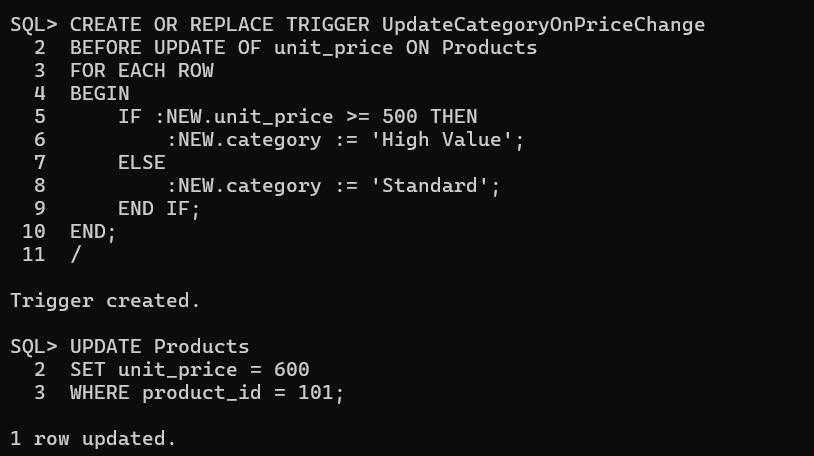 SQL> CREATE OR REPLACE TRIGGER UpdateCategoryOnPriceChange
  2  BEFORE UPDATE OF unit_price ON Products
  3  FOR EACH ROW
  4  BEGIN
  5      IF :NEW.unit_price >= 500 THEN
  6          :NEW.category := 'High Value';
  7      ELSE
  8          :NEW.category := 'Standard';
  9      END IF;
 10  END;
 11  /
Trigger created.
SQL> UPDATE Products
  2  SET unit_price = 600
  3  WHERE product_id = 101;
1 row updated.